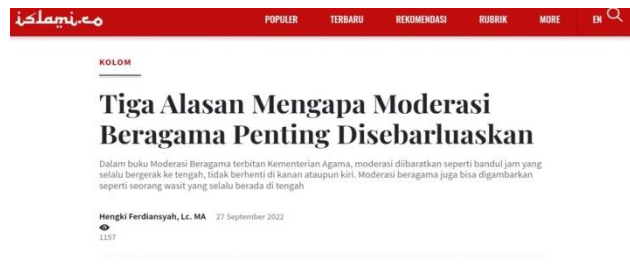 islami.co
POPULER TERBARU REKOMENDASI RUBRIK MORE EN
KOLOM
Tiga Alasan Mengapa Moderasi
Beragama Penting Disebarluaskan
Dalam buku Moderasi Beragama terbitan Kementerian Agama, moderasi diibaratkan seperti bandul jam yang
selalu bergerak ke tengah, tidak berhenti di kanan ataupun kiri. Moderasi beragama juga bisa digambarkan
seperti seorang wasit yang selalu berada di tengah
Hengki Ferdiansyah, Lc. MA 27 September 2022
1157